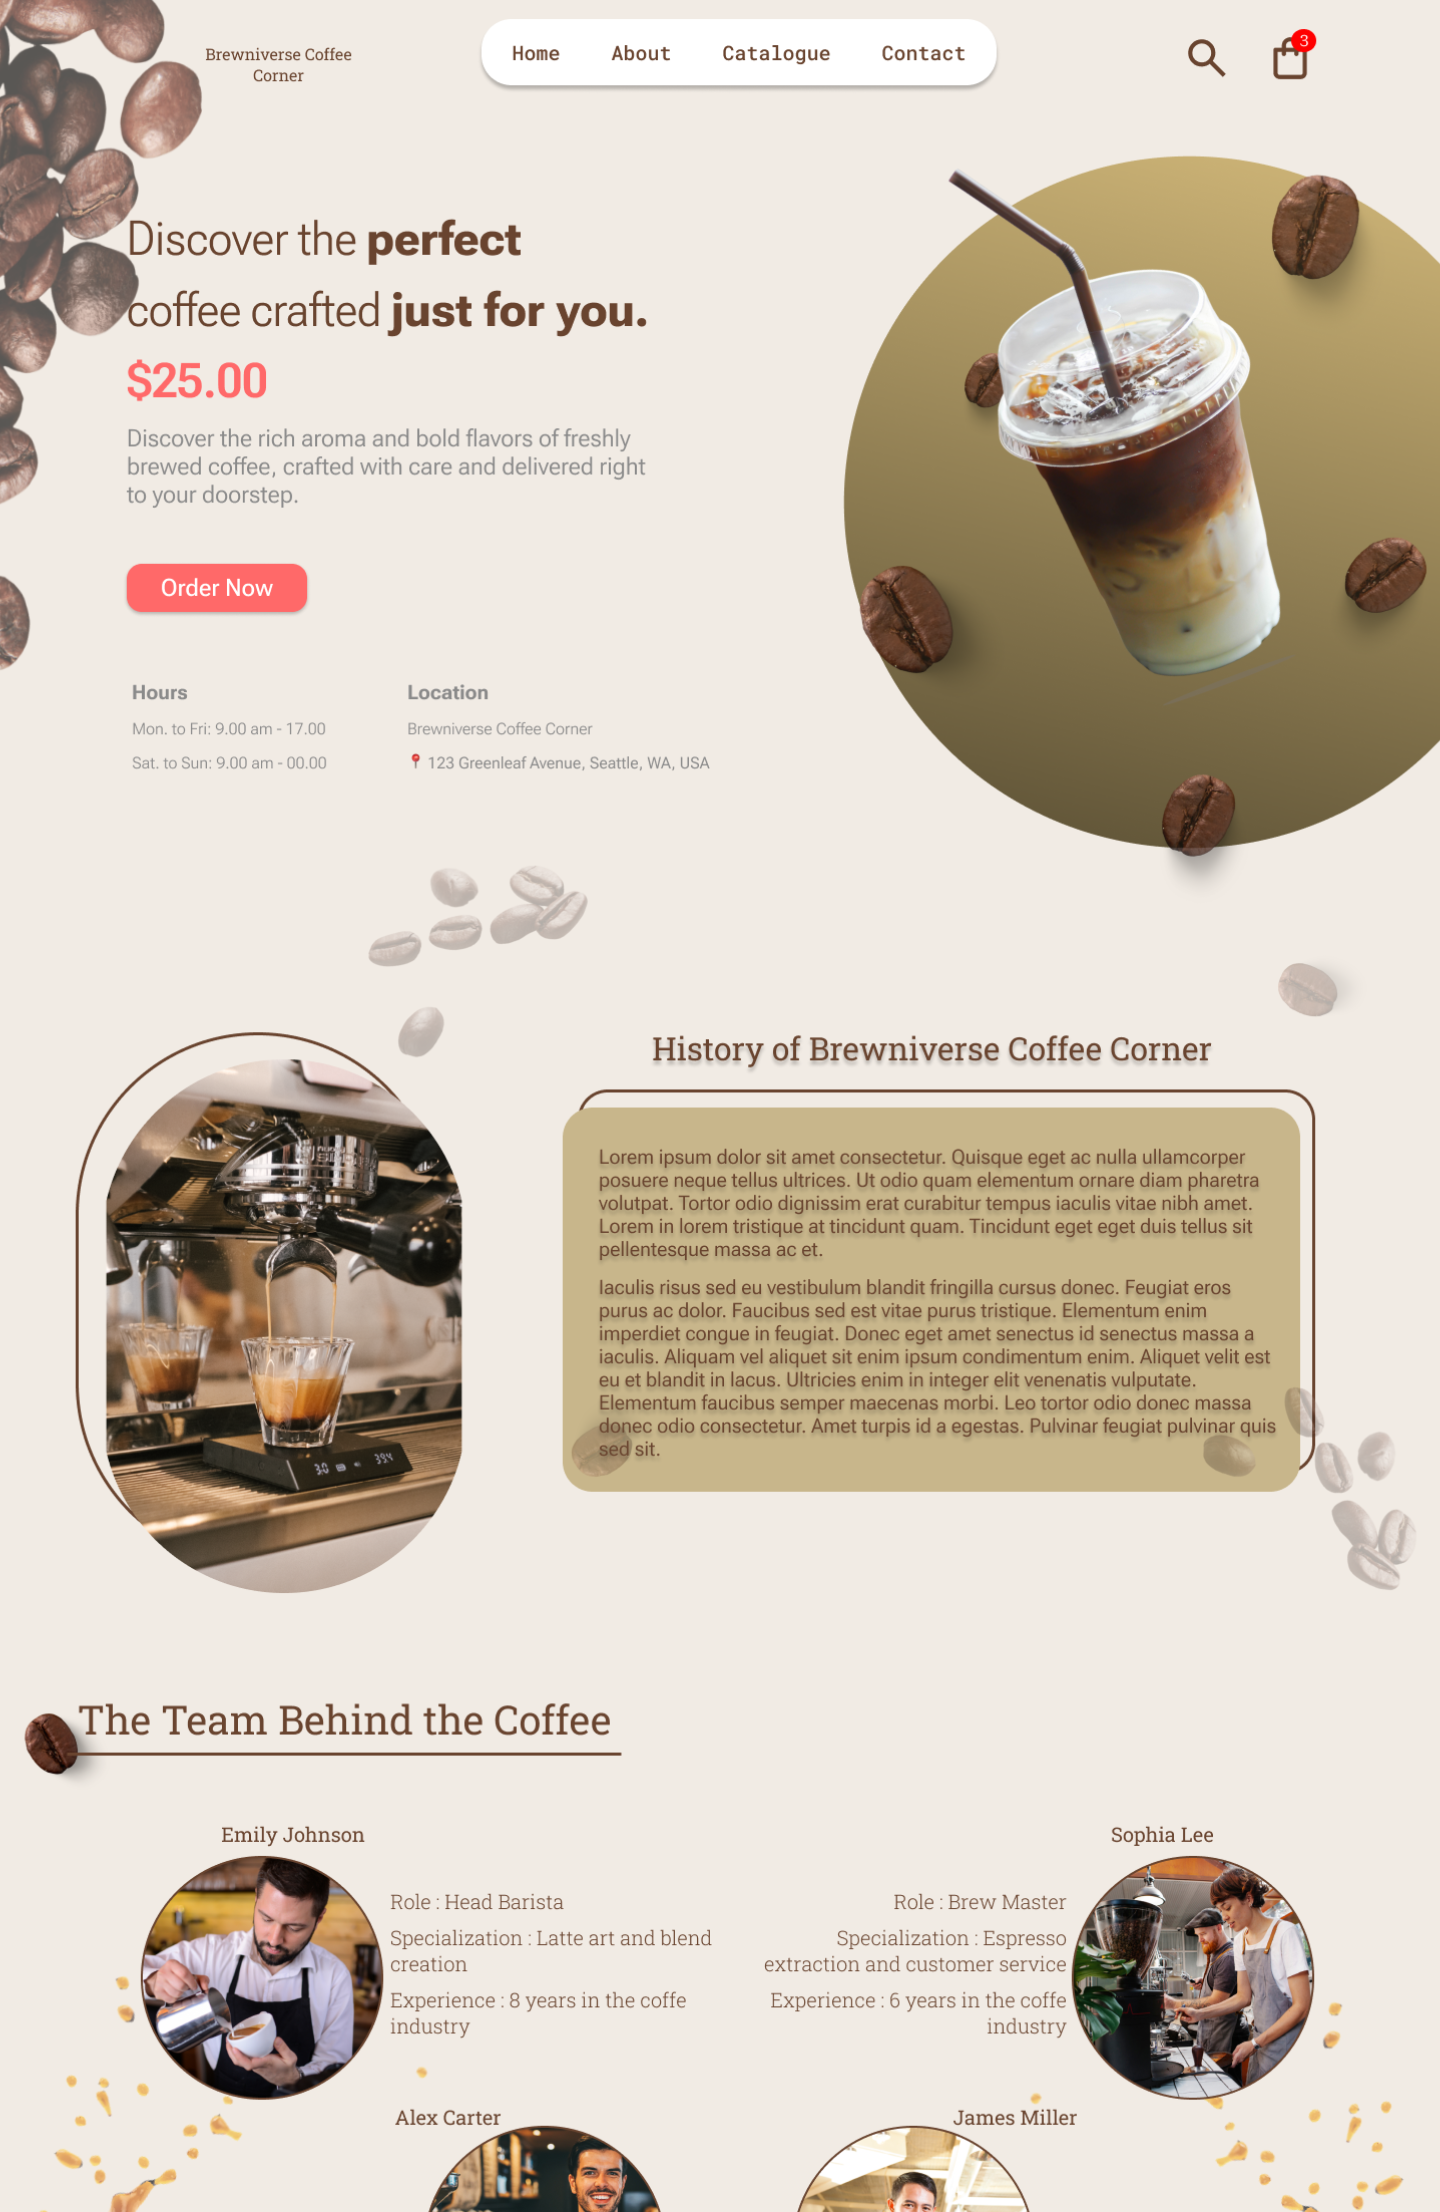 Brewniverse Coffee
Corner
Home About Catalogue Contact
3
Discover the perfect
coffee crafted just for you.
$25.00
Discover the rich aroma and bold flavors of freshly
brewed coffee, crafted with care and delivered right
to your doorstep.
Order Now
Hours
Mon. to Fri: 9.00 am - 17.00
Sat. to Sun: 9.00 am - 00.00
Location
Brewniverse Coffee Corner
📍 123 Greenleaf Avenue, Seattle, WA, USA
History of Brewniverse Coffee Corner
Lorem ipsum dolor sit amet consectetur. Quisque eget ac nulla ullamcorper
posuere neque tellus ultrices. Ut odio quam elementum ornare diam pharetra
volutpat. Tortor odio dignissim erat curabitur tempus iaculis vitae nibh amet.
Lorem in lorem tristique at tincidunt quam. Tincidunt eget eget duis tellus sit
pellentesque massa ac et.
Iaculis risus sed eu vestibulum blandit fringilla cursus donec. Feugiat eros
purus ac dolor. Faucibus sed est vitae purus tristique. Elementum enim
imperdiet congue in feugiat. Donec eget amet senectus id senectus massa a
iaculis. Aliquam vel aliquet sit enim ipsum condimentum enim. Aliquet velit est
eu et blandit in lacus. Ultricies enim in integer elit venenatis vulputate.
Elementum faucibus semper maecenas morbi. Leo tortor odio donec massa
donec odio consectetur. Amet turpis id a egestas. Pulvinar feugiat pulvinar quis
sed sit.
The Team Behind the Coffee
Emily Johnson
Role : Head Barista
Specialization : Latte art and blend
creation
Experience : 8 years in the coffe
industry
Sophia Lee
Role : Brew Master
Specialization : Espresso
extraction and customer service
Experience : 6 years in the coffe
industry
Alex Carter
James Miller